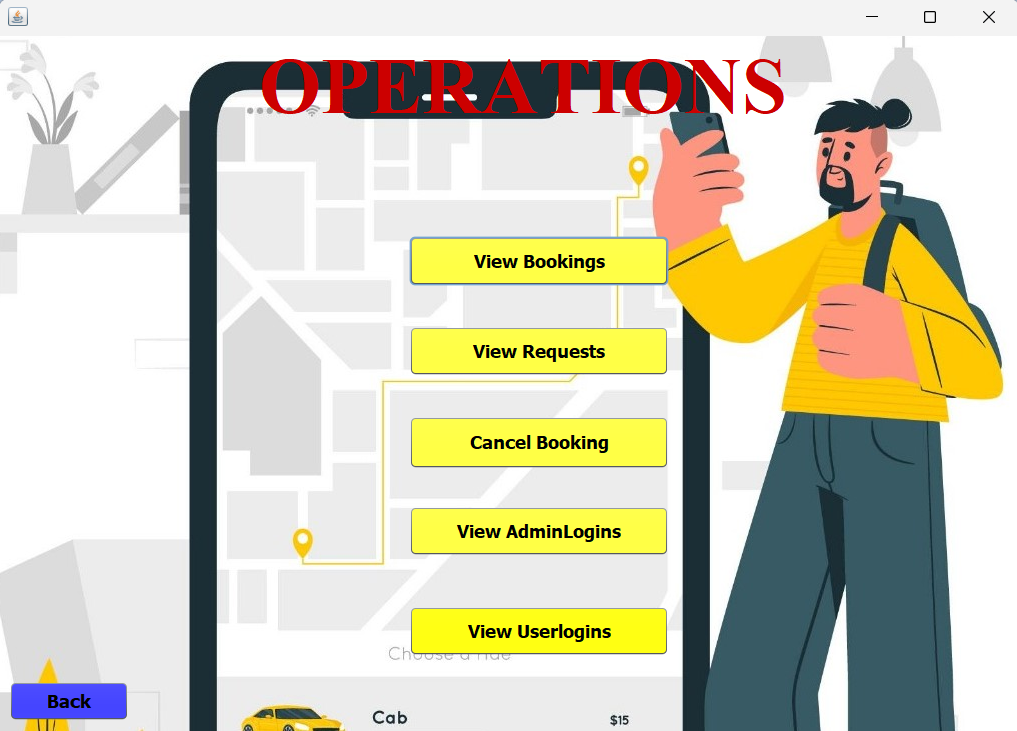 OPERATIONS
View Bookings
View Requests
Cancel Booking
View AdminLogins
View Userlogins
Choose a ride
Back
Cab
$15